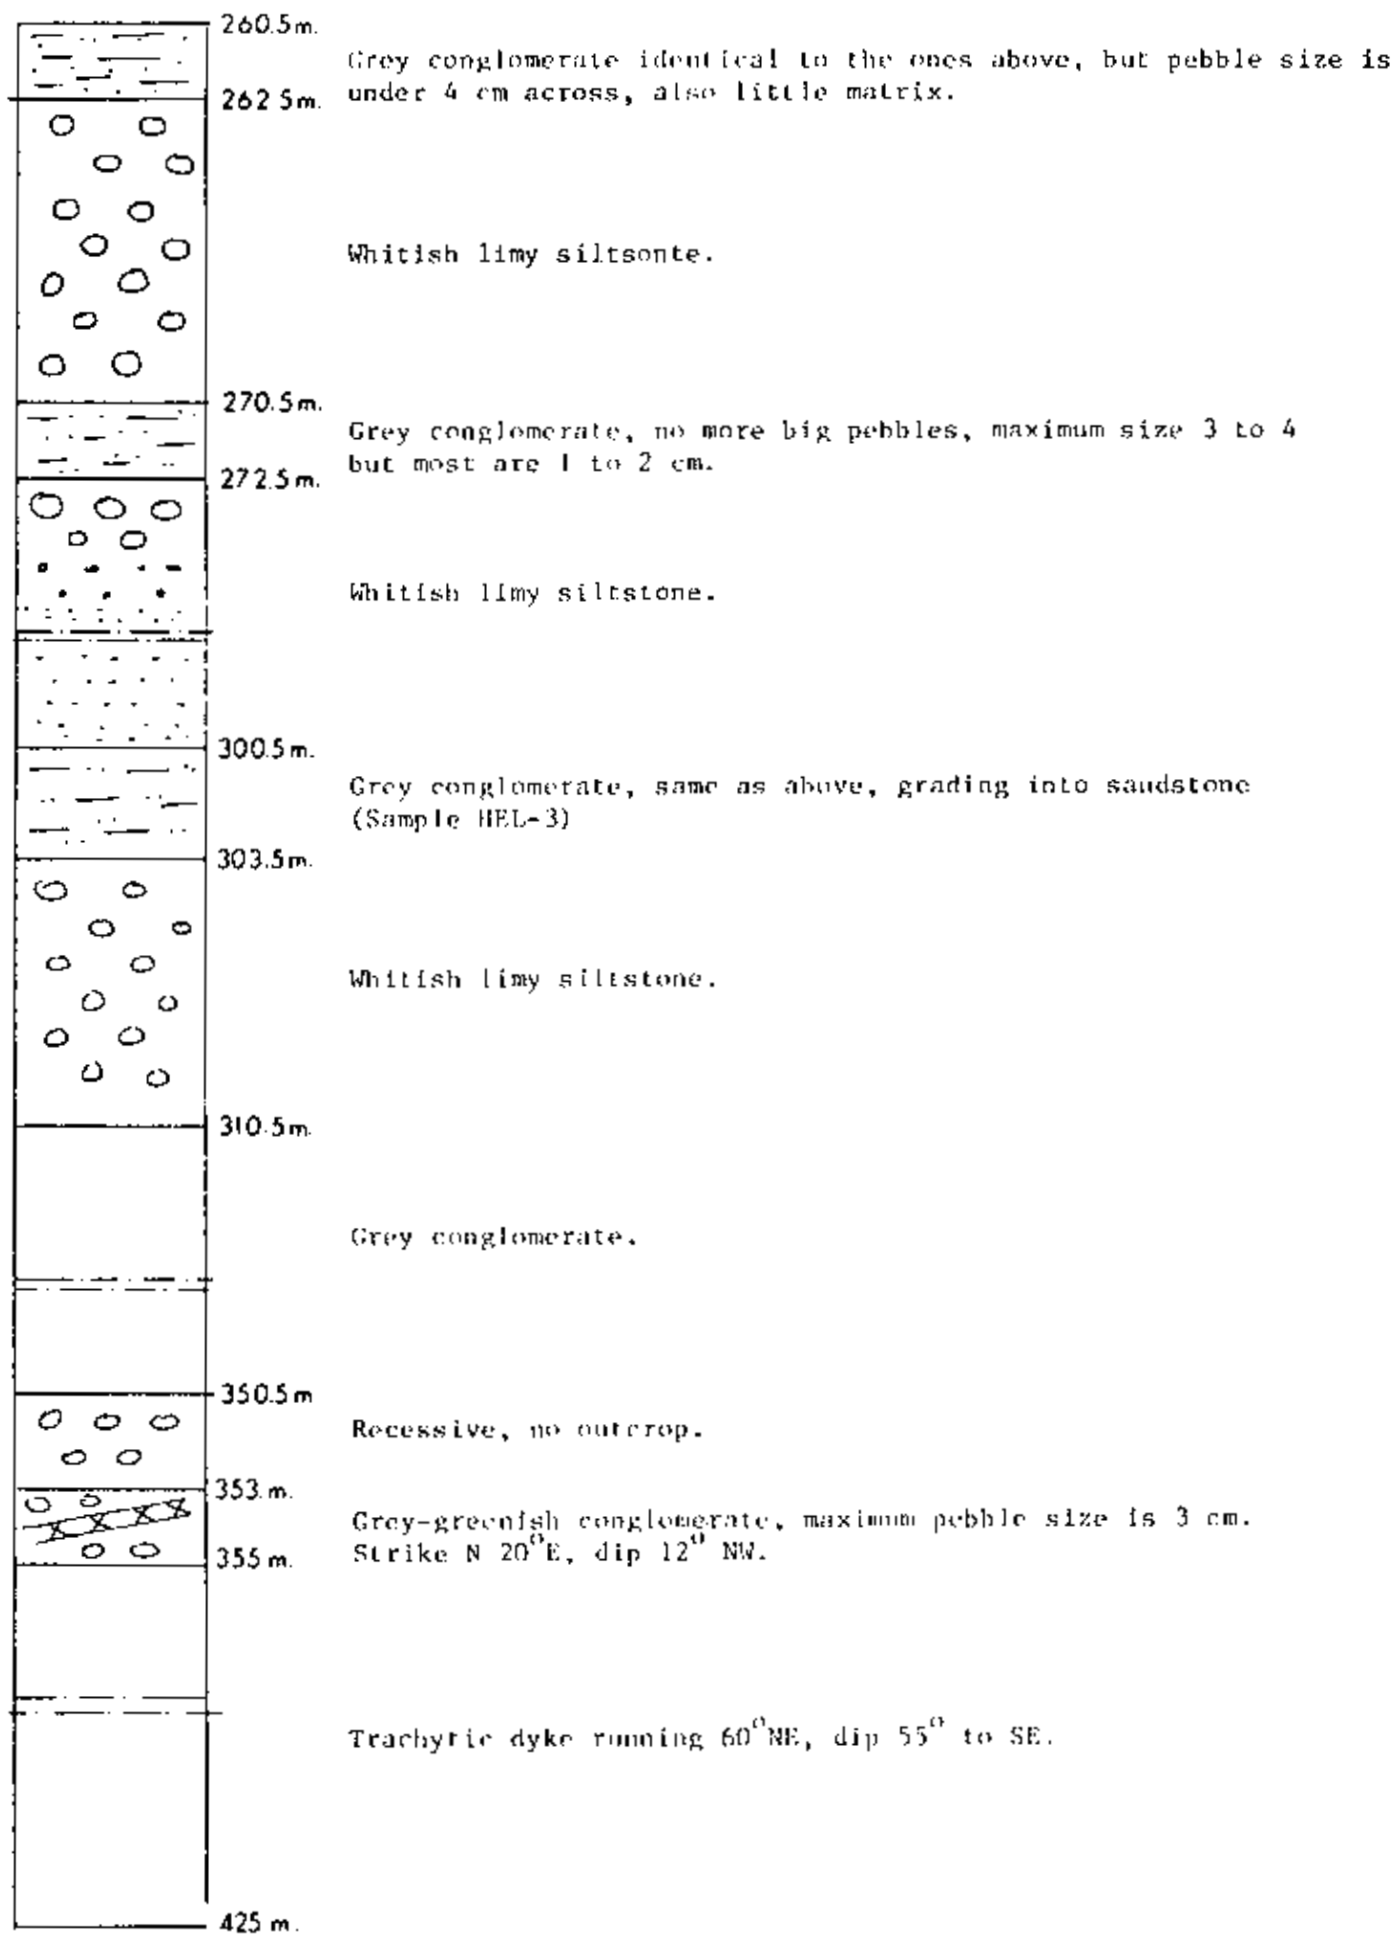 260.5m.
Grey conglomerate identical to the ones above, but pebble size is
under 4 cm across, also little matrix.
262 5m.
Whitish limy siltsonte.
270.5m.
Grey conglomerate, no more big pebbles, maximum size 3 to 4
but most are 1 to 2 cm.
272.5m.
Whitish limy siltstone.
300.5m.
Grey conglomerate, same as above, grading into sandstone
(Sample HEL-3)
303.5m.
Whitish limy siltstone.
310.5m.
Grey conglomerate.
350.5m
Recessive, no outcrop.
353.m.
Grey-greenish conglomerate, maximum pebble size is 3 cm.
Strike N 20°E, dip 12° NW.
355 m.
Trachytic dyke running 60°NE, dip 55° to SE.
425 m.